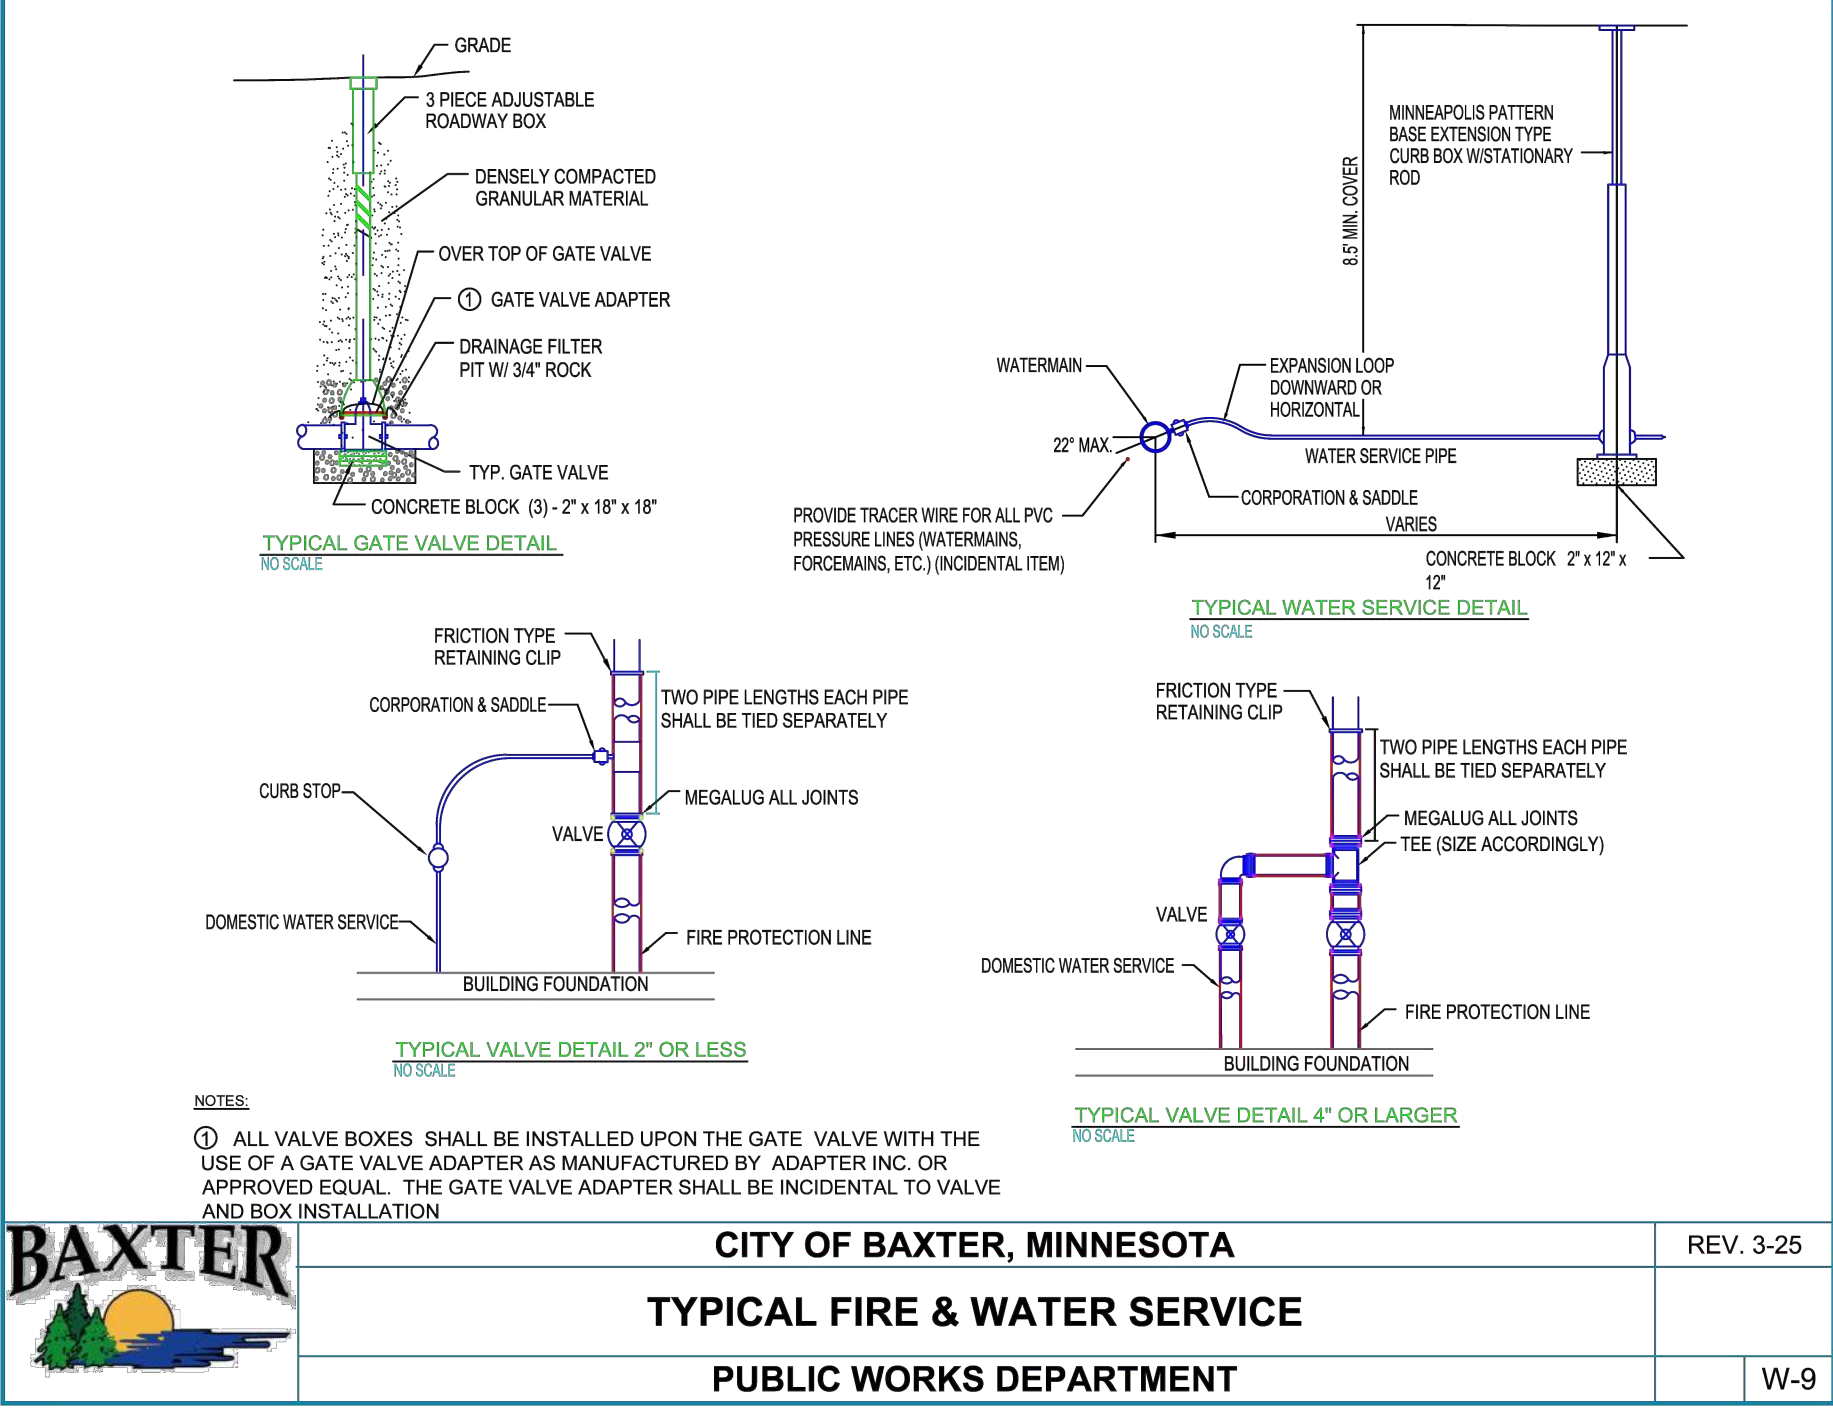 GRADE
3 PIECE ADJUSTABLE
ROADWAY BOX
DENSELY COMPACTED
GRANULAR MATERIAL
OVER TOP OF GATE VALVE
1 GATE VALVE ADAPTER
DRAINAGE FILTER
PIT W/ 3/4" ROCK
TYP. GATE VALVE
CONCRETE BLOCK (3) - 2" x 18" x 18"
TYPICAL GATE VALVE DETAIL
NO SCALE
MINNEAPOLIS PATTERN
BASE EXTENSION TYPE
CURB BOX W/STATIONARY
ROD
8.5' MIN. COVER
WATERMAIN
EXPANSION LOOP
DOWNWARD OR
HORIZONTAL
22° MAX.
WATER SERVICE PIPE
CORPORATION & SADDLE
PROVIDE TRACER WIRE FOR ALL PVC
PRESSURE LINES (WATERMAINS,
FORCEMAINS, ETC.) (INCIDENTAL ITEM)
VARIES
CONCRETE BLOCK 2" x 12" x
12"
TYPICAL WATER SERVICE DETAIL
NO SCALE
FRICTION TYPE
RETAINING CLIP
CORPORATION & SADDLE
TWO PIPE LENGTHS EACH PIPE
SHALL BE TIED SEPARATELY
CURB STOP
MEGALUG ALL JOINTS
VALVE
DOMESTIC WATER SERVICE
FIRE PROTECTION LINE
BUILDING FOUNDATION
TYPICAL VALVE DETAIL 2" OR LESS
NO SCALE
FRICTION TYPE
RETAINING CLIP
TWO PIPE LENGTHS EACH PIPE
SHALL BE TIED SEPARATELY
MEGALUG ALL JOINTS
TEE (SIZE ACCORDINGLY)
VALVE
DOMESTIC WATER SERVICE
FIRE PROTECTION LINE
BUILDING FOUNDATION
TYPICAL VALVE DETAIL 4" OR LARGER
NO SCALE
NOTES:
1 ALL VALVE BOXES SHALL BE INSTALLED UPON THE GATE VALVE WITH THE
USE OF A GATE VALVE ADAPTER AS MANUFACTURED BY ADAPTER INC. OR
APPROVED EQUAL. THE GATE VALVE ADAPTER SHALL BE INCIDENTAL TO VALVE
AND BOX INSTALLATION
BAXTER
CITY OF BAXTER, MINNESOTA
REV. 3-25
TYPICAL FIRE & WATER SERVICE
PUBLIC WORKS DEPARTMENT
W-9